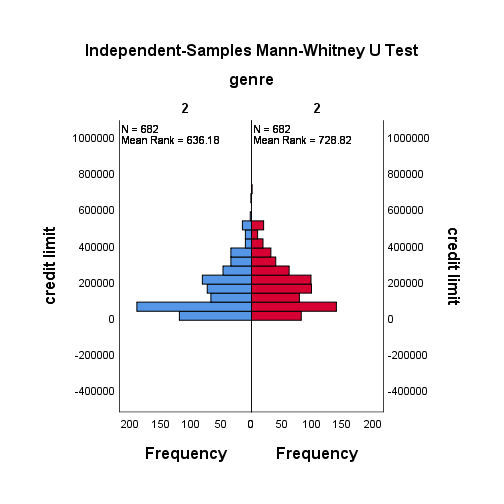 Independent-Samples Mann-Whitney U Test
genre
2 2
N = 682 N = 682
Mean Rank = 636.18 Mean Rank = 728.82
1000000 1000000
800000 800000
600000 600000
400000 400000
200000 200000
0 0
-200000 -200000
-400000 -400000
credit limit credit limit
200 150 100 50 0 50 100 150 200
Frequency Frequency